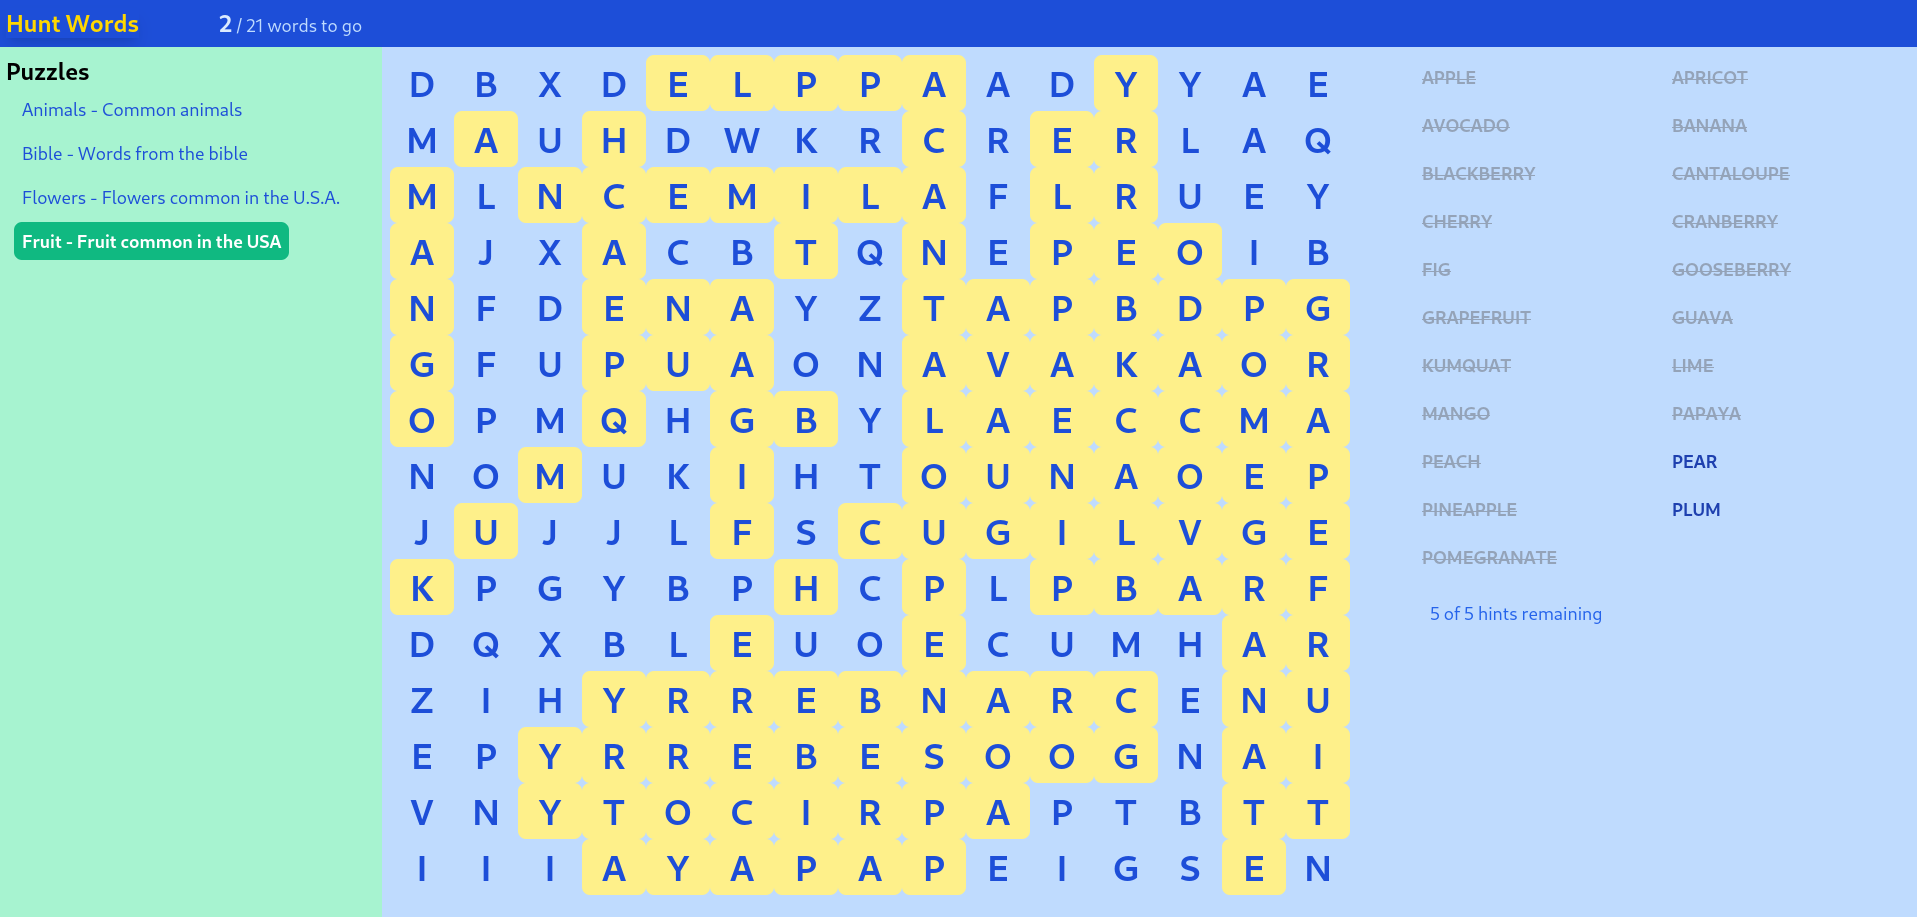 Hunt Words
2 / 21 words to go
Puzzles
Animals - Common animals
Bible - Words from the bible
Flowers - Flowers common in the U.S.A.
Fruit - Fruit common in the USA
D B X D E L P P A A D Y Y A E
M A U H D W K R C R E R L A Q
M L N C E M I L A F L R U E Y
A J X A C B T Q N E P E O I B
N F D E N A Y Z T A P B D P G
G F U P U A O N A V A K A O R
O P M Q H G B Y L A E C C M A
N O M U K I H T O U N A O E P
J U J J L F S C U G I L V G E
K P G Y B P H C P L P B A R F
D Q X B L E U O E C U M H A R
Z I H Y R R E B N A R C E N U
E P Y R R E B E S O O G N A I
V N Y T O C I R P A P T B T T
I I I A Y A P A P E I G S E N
APPLE APRICOT
AVOCADO BANANA
BLACKBERRY CANTALOUPE
CHERRY CRANBERRY
FIG GOOSEBERRY
GRAPEFRUIT GUAVA
KUMQUAT LIME
MANGO PAPAYA
PEACH PEAR
PINEAPPLE PLUM
POMEGRANATE
5 of 5 hints remaining